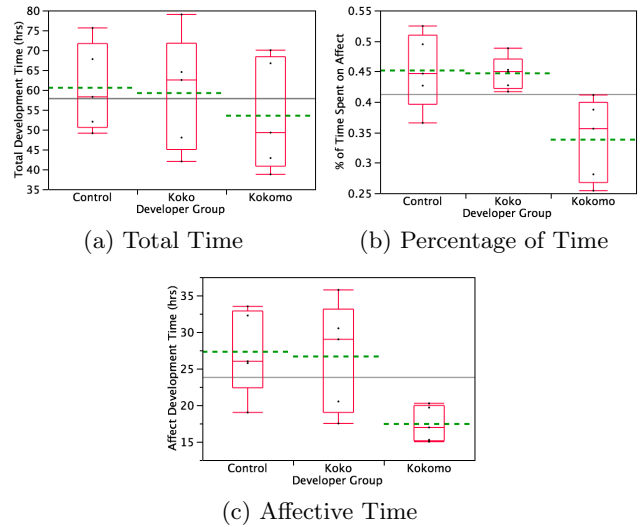 80
75
70
65
60
55
50
45
40
35
Total Development Time (hrs)
Control Koko Kokomo
Developer Group
(a) Total Time
0.55
0.5
0.45
0.4
0.35
0.3
0.25
% of Time Spent on Affect
Control Koko Kokomo
Developer Group
(b) Percentage of Time
35
30
25
20
15
Affect Development Time (hrs)
Control Koko Kokomo
Developer Group
(c) Affective Time